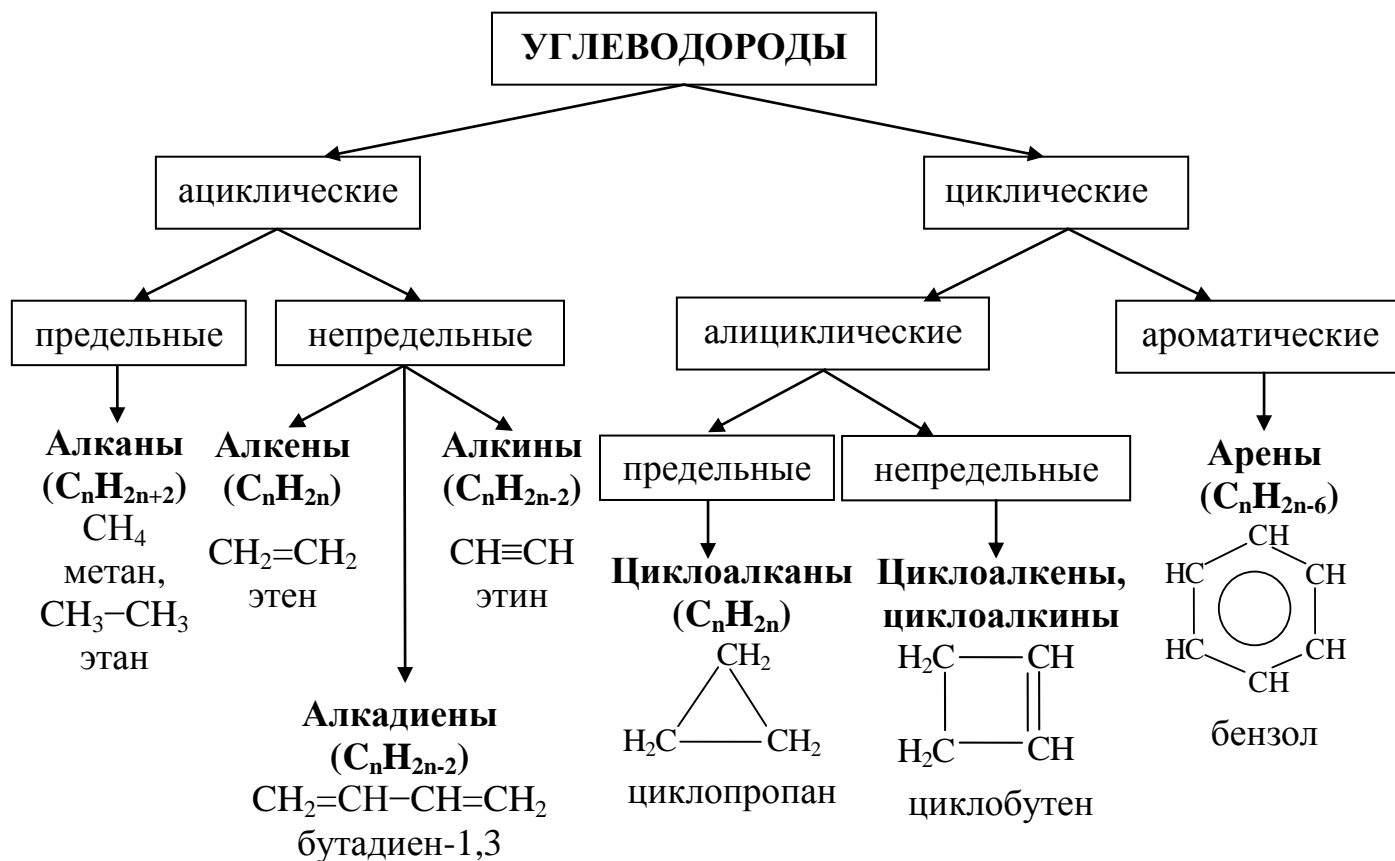 УГЛЕВОДОРОДЫ
ациклические
циклические
предельные
непредельные
алициклические
ароматические
Алканы
(CₙH₂ₙ₊₂)
CH₄
метан,
CH₃−CH₃
этан
Алкены
(CₙH₂ₙ)
CH₂=CH₂
этен
Алкины
(CₙH₂ₙ₋₂)
CH≡CH
этин
Алкадиены
(CₙH₂ₙ₋₂)
CH₂=CH−CH=CH₂
бутадиен-1,3
предельные
непредельные
Циклоалканы
(CₙH₂ₙ)
CH₂
H₂C
CH₂
циклопропан
Циклоалкены,
циклоалкины
H₂C
CH
H₂C
CH
циклобутен
Арены
(CₙH₂ₙ₋₆)
CH
HC
CH
HC
CH
CH
бензол